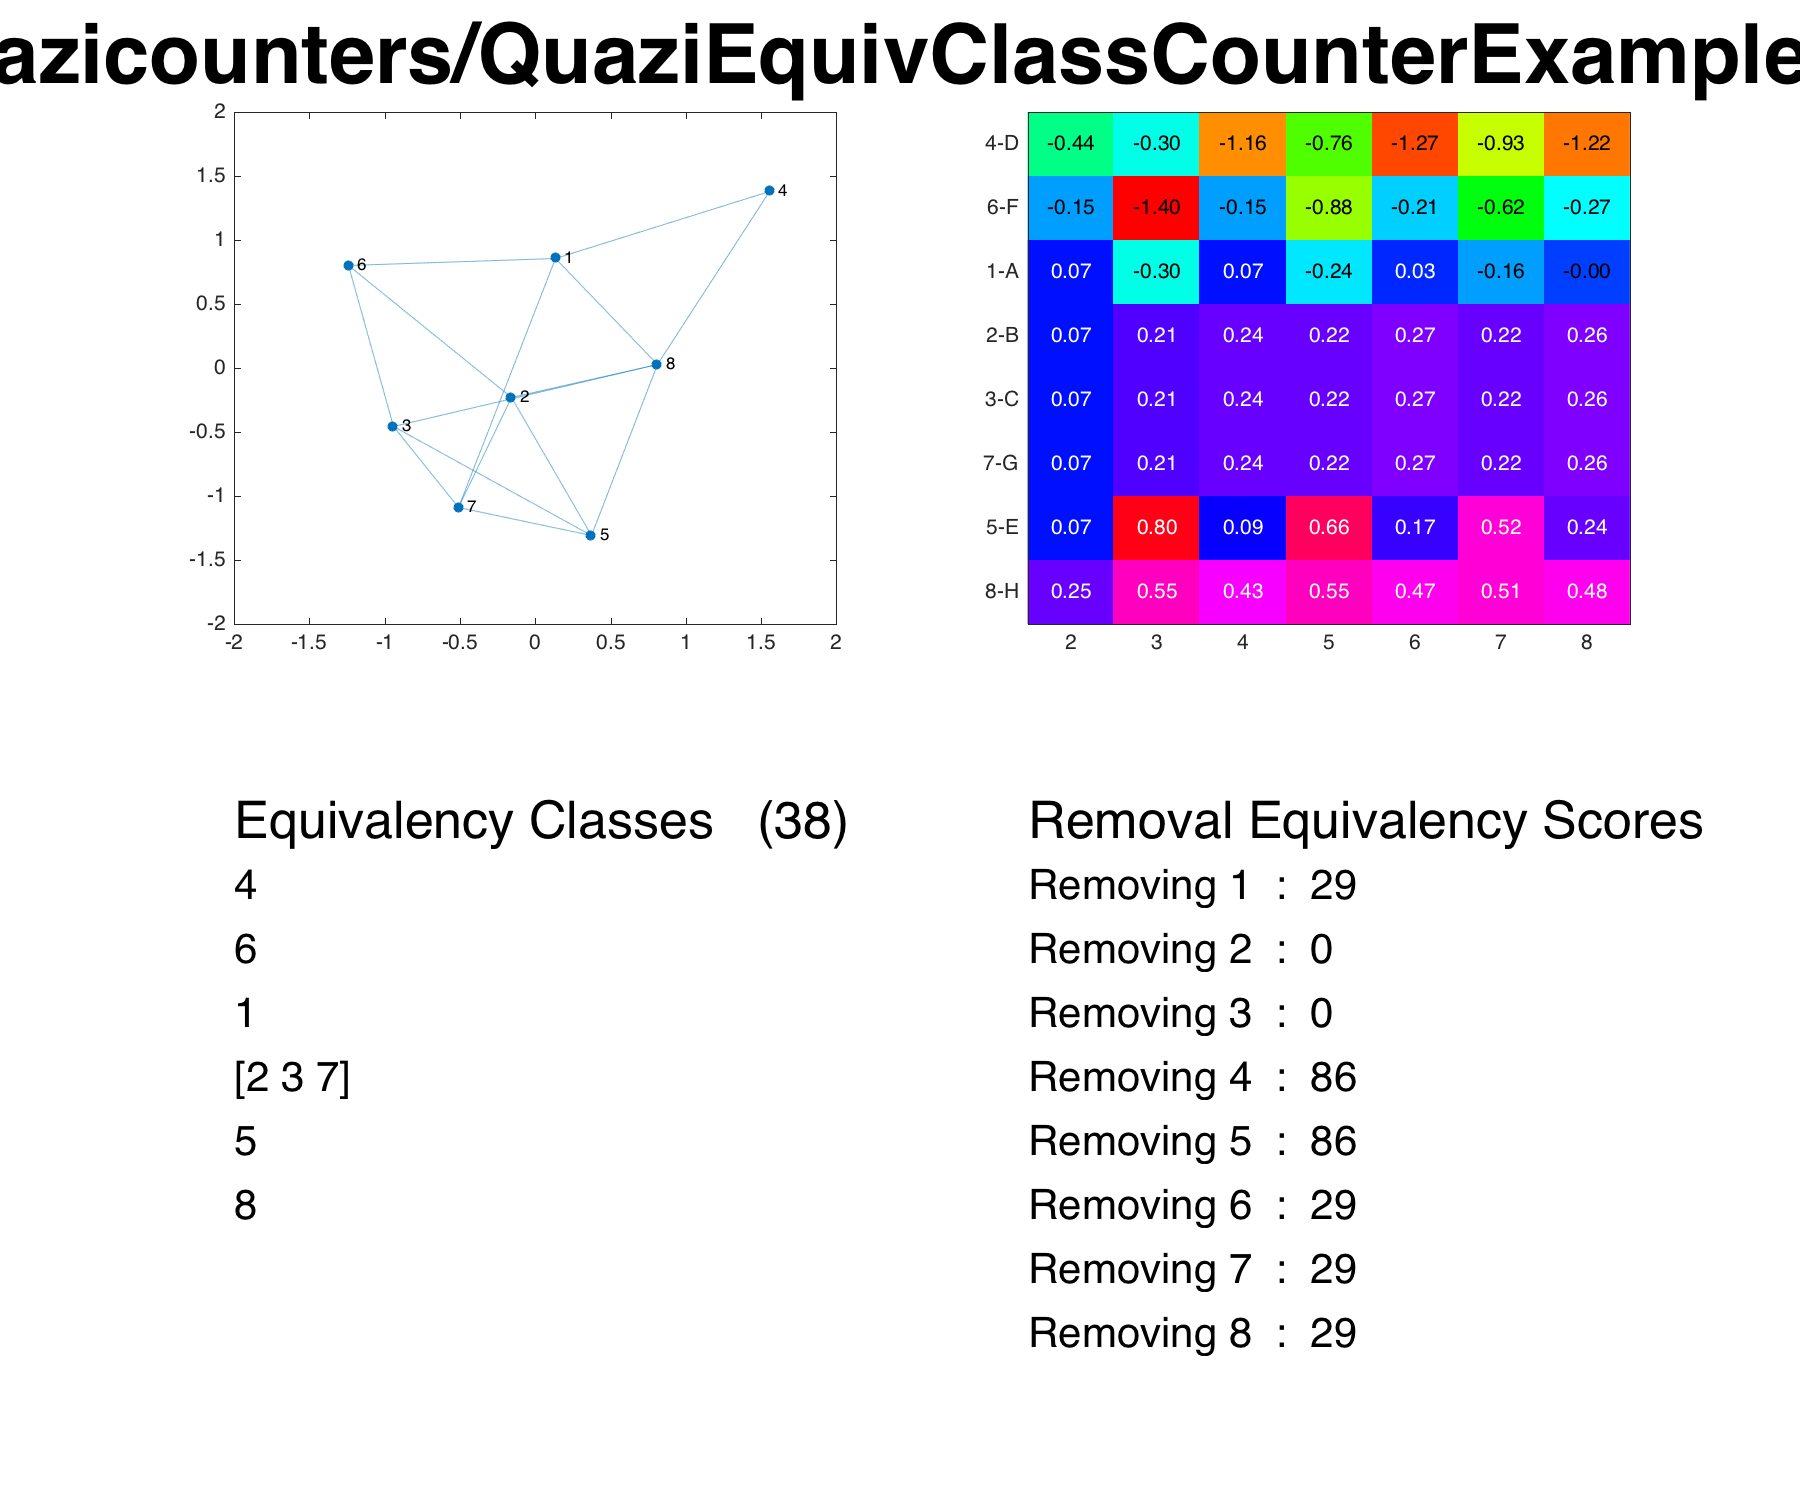 azicounters/QuaziEquivClassCounterExample
2
1.5
1
0.5
0
-0.5
-1
-1.5
-2
-2 -1.5 -1 -0.5 0 0.5 1 1.5 2
4
6
1
8
2
3
7
5
4-D -0.44 -0.30 -1.16 -0.76 -1.27 -0.93 -1.22
6-F -0.15 -1.40 -0.15 -0.88 -0.21 -0.62 -0.27
1-A 0.07 -0.30 0.07 -0.24 0.03 -0.16 -0.00
2-B 0.07 0.21 0.24 0.22 0.27 0.22 0.26
3-C 0.07 0.21 0.24 0.22 0.27 0.22 0.26
7-G 0.07 0.21 0.24 0.22 0.27 0.22 0.26
5-E 0.07 0.80 0.09 0.66 0.17 0.52 0.24
8-H 0.25 0.55 0.43 0.55 0.47 0.51 0.48
2 3 4 5 6 7 8
Equivalency Classes (38)
4
6
1
[2 3 7]
5
8
Removal Equivalency Scores
Removing 1 : 29
Removing 2 : 0
Removing 3 : 0
Removing 4 : 86
Removing 5 : 86
Removing 6 : 29
Removing 7 : 29
Removing 8 : 29